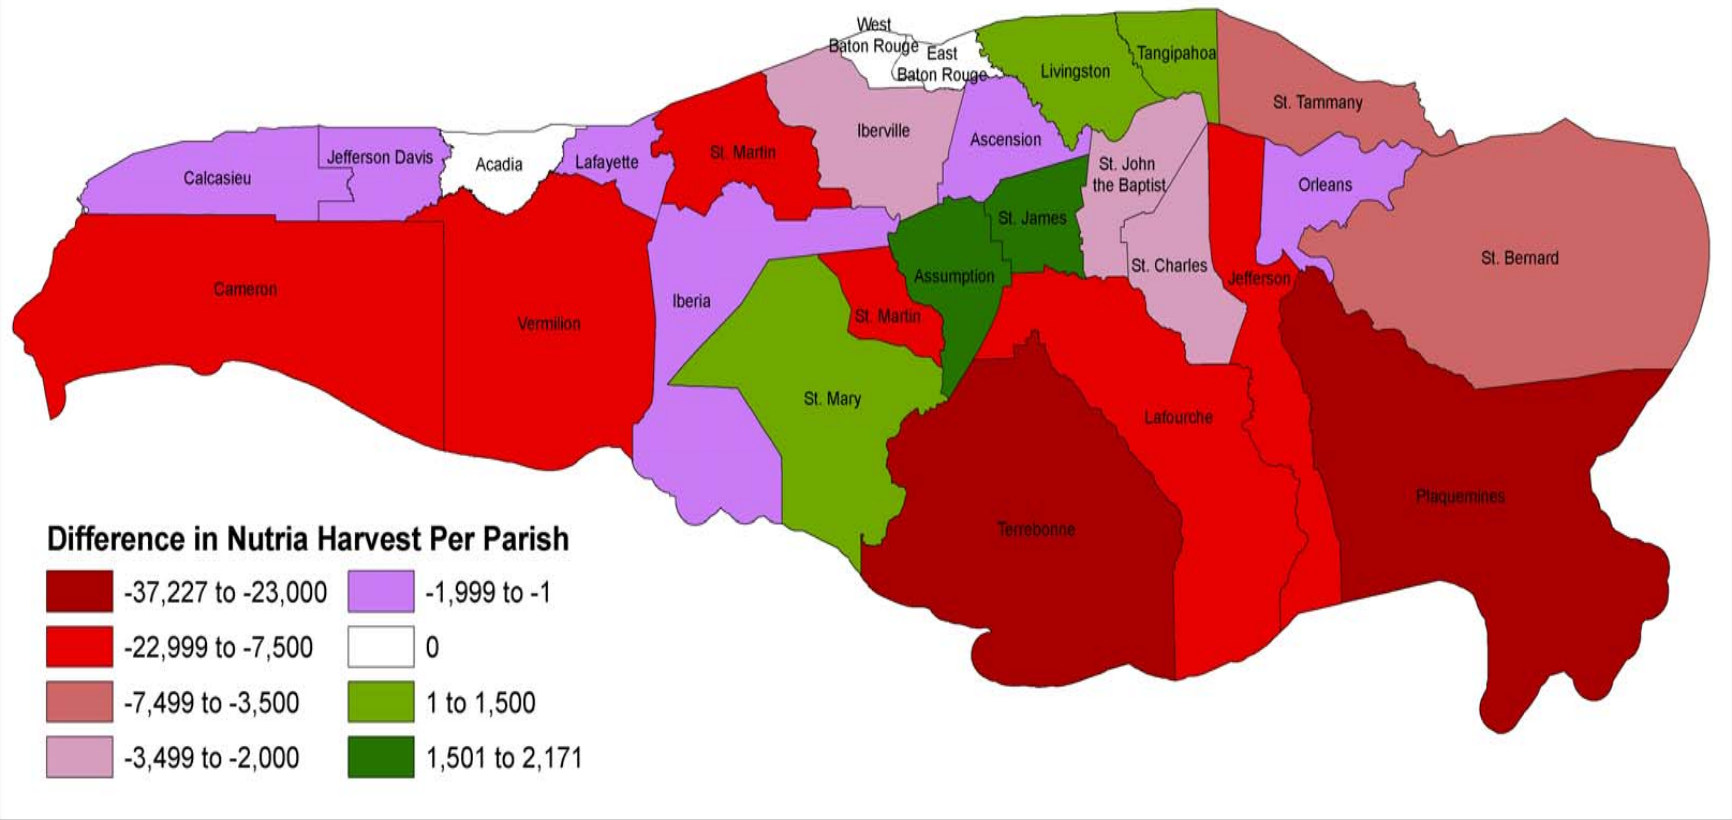 West
Baton Rouge
East
Baton Rouge
Livingston
Tangipahoa
St. Tammany
Iberville
Ascension
St. Martin
Jefferson Davis
Acadia
Lafayette
Calcasieu
St. John
the Baptist
Orleans
St. James
St. Bernard
St. Charles
Assumption
Jefferson
Cameron
Iberia
Vermilion
St. Martin
St. Mary
Lafourche
Plaquemines
Terrebonne
Difference in Nutria Harvest Per Parish
-37,227 to -23,000
-22,999 to -7,500
-7,499 to -3,500
-3,499 to -2,000
-1,999 to -1
0
1 to 1,500
1,501 to 2,171